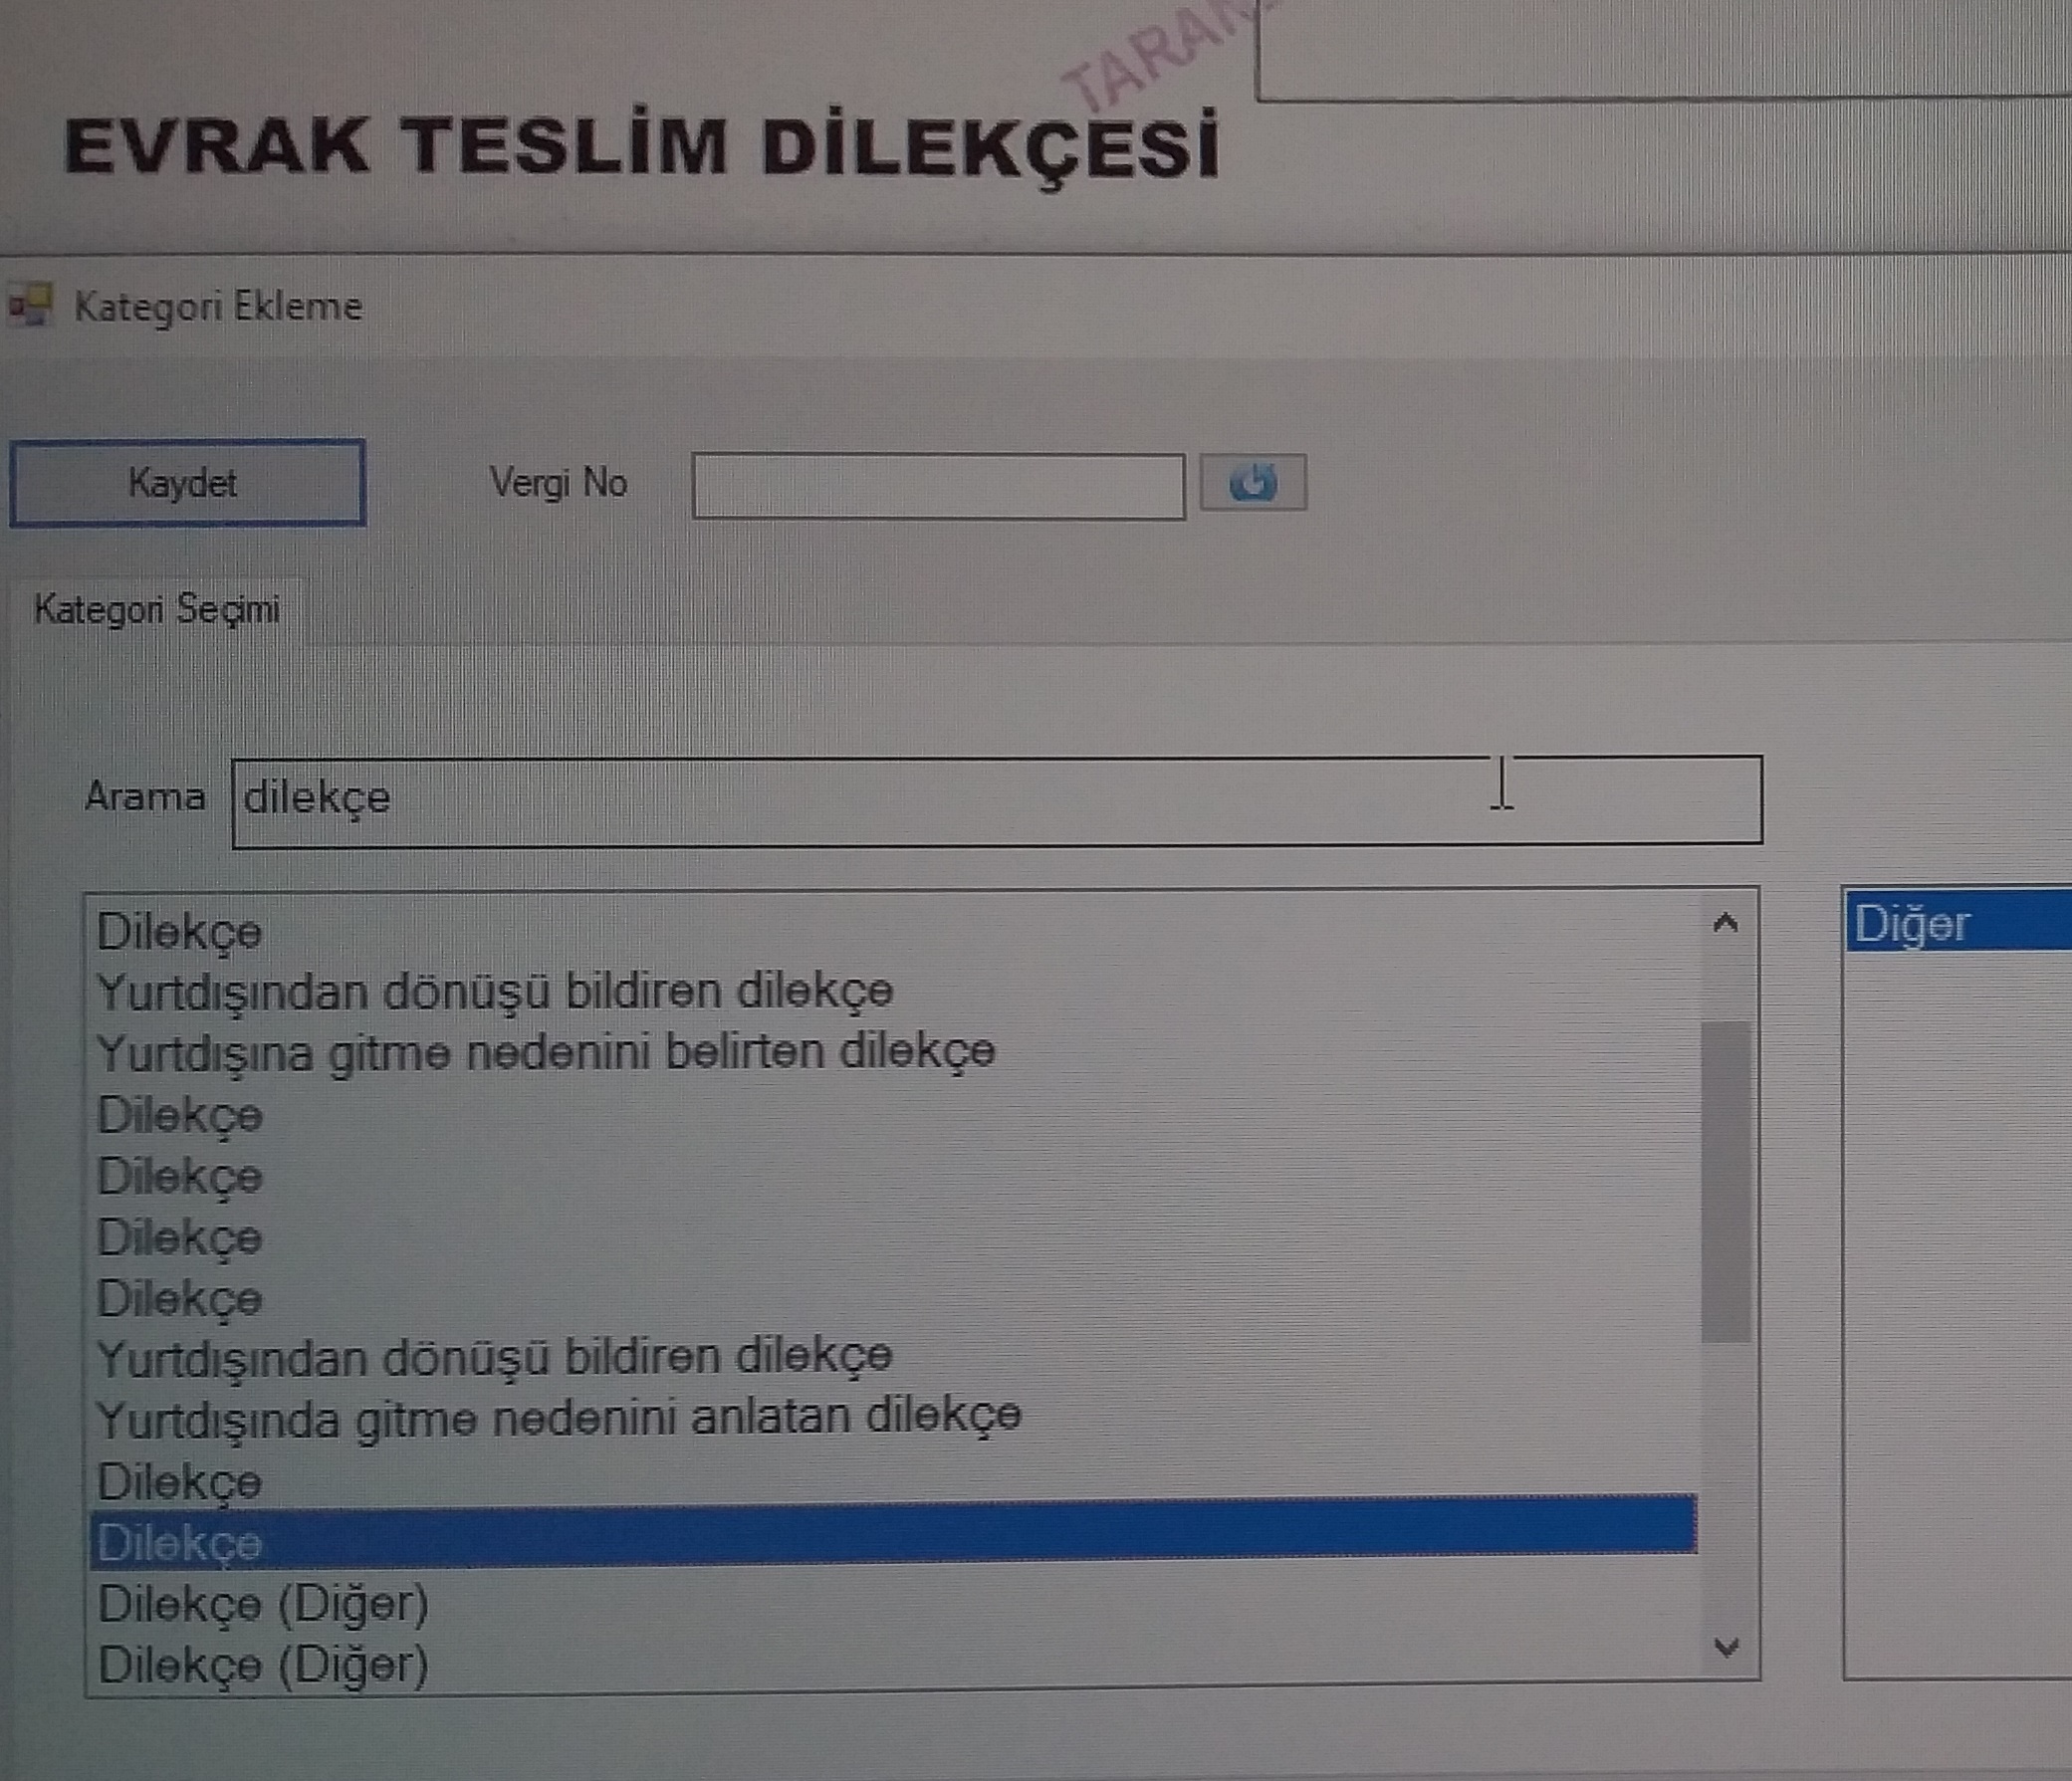 EVRAK TESLİM DİLEKÇESİ
Kategori Ekleme
Kaydet
Vergi No
Kategori Seçimi
Arama
dilekçe
Dilekçe
Yurtdışından dönüşü bildiren dilekçe
Yurtdışına gitme nedenini belirten dilekçe
Dilekçe
Dilekçe
Dilekçe
Dilekçe
Yurtdışından dönüşü bildiren dilekçe
Yurtdışında gitme nedenini anlatan dilekçe
Dilekçe
Dilekçe
Dilekçe (Diğer)
Dilekçe (Diğer)
Diğer